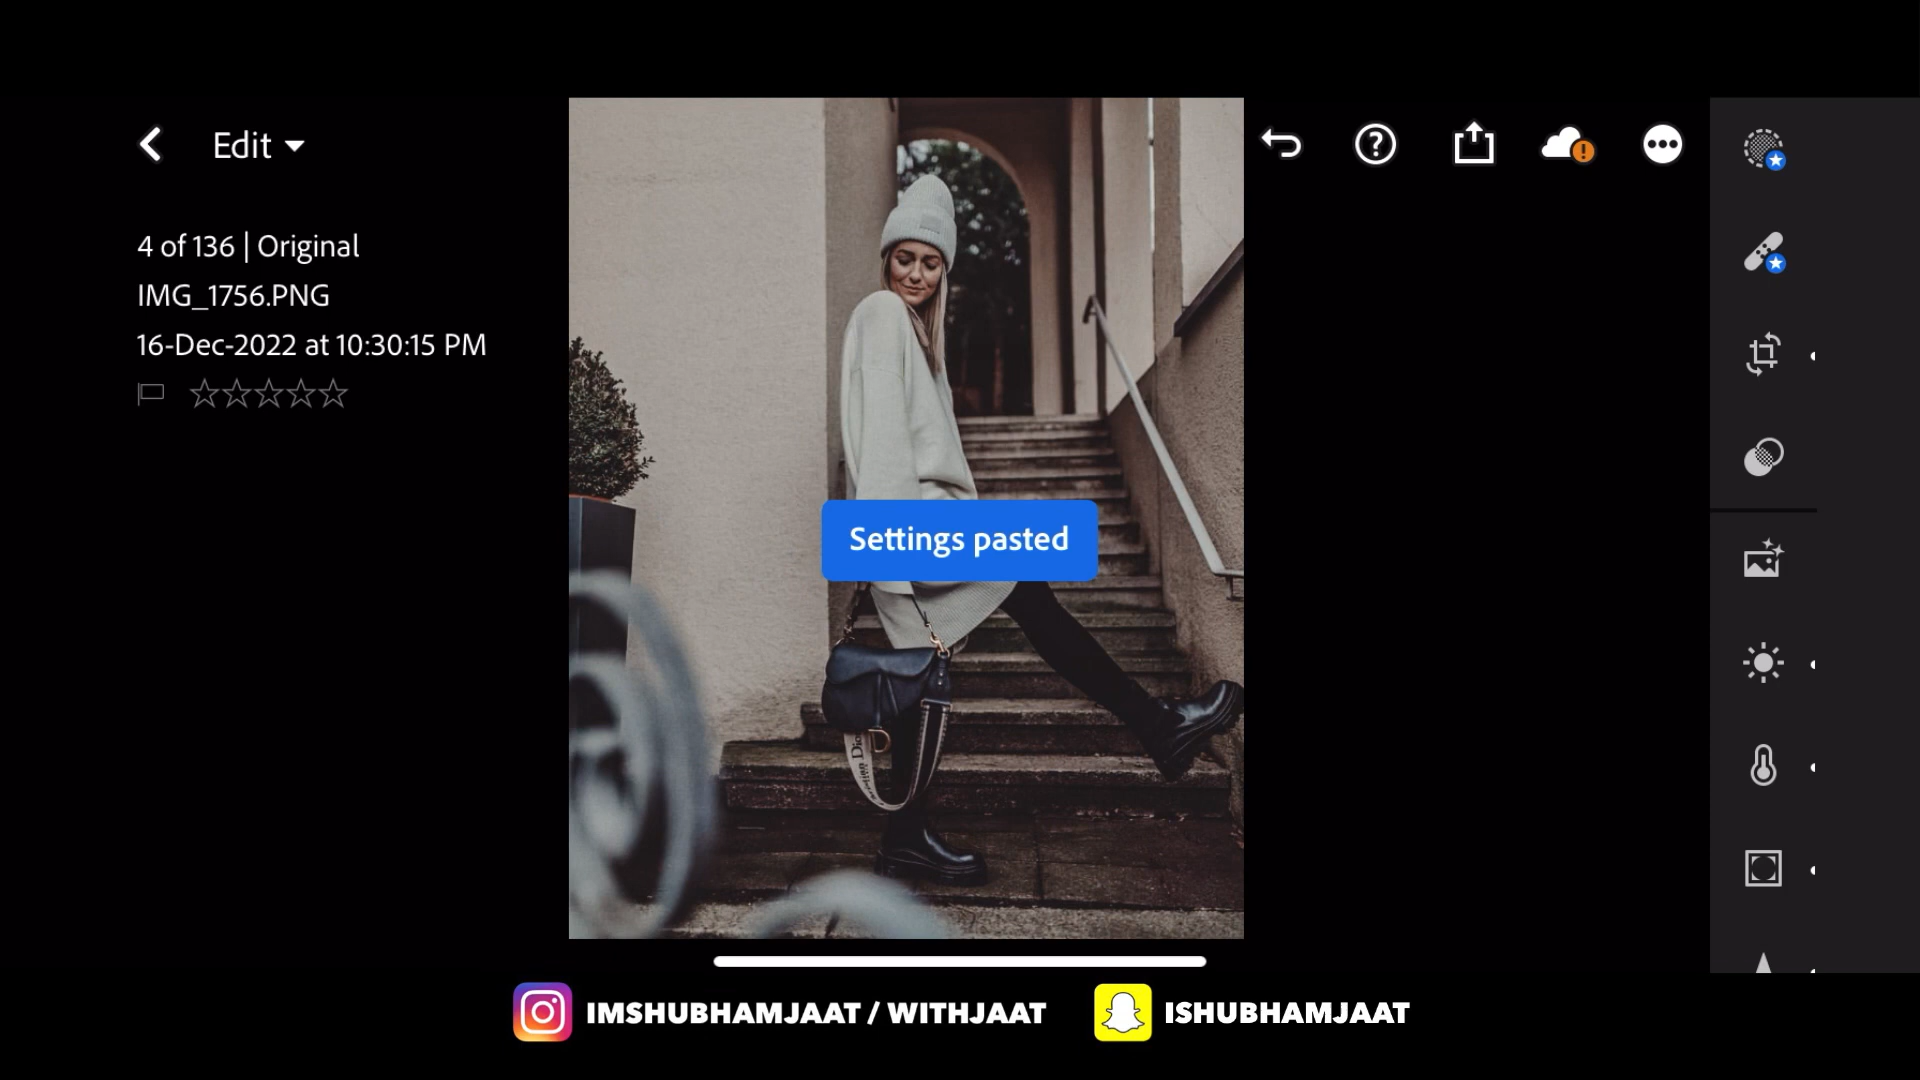 Edit
4 of 136 | Original
IMG_1756.PNG
16-Dec-2022 at 10:30:15 PM
Settings pasted
IMSHUBHAMJAAT / WITHJAAT
ISHUBHAMJAAT